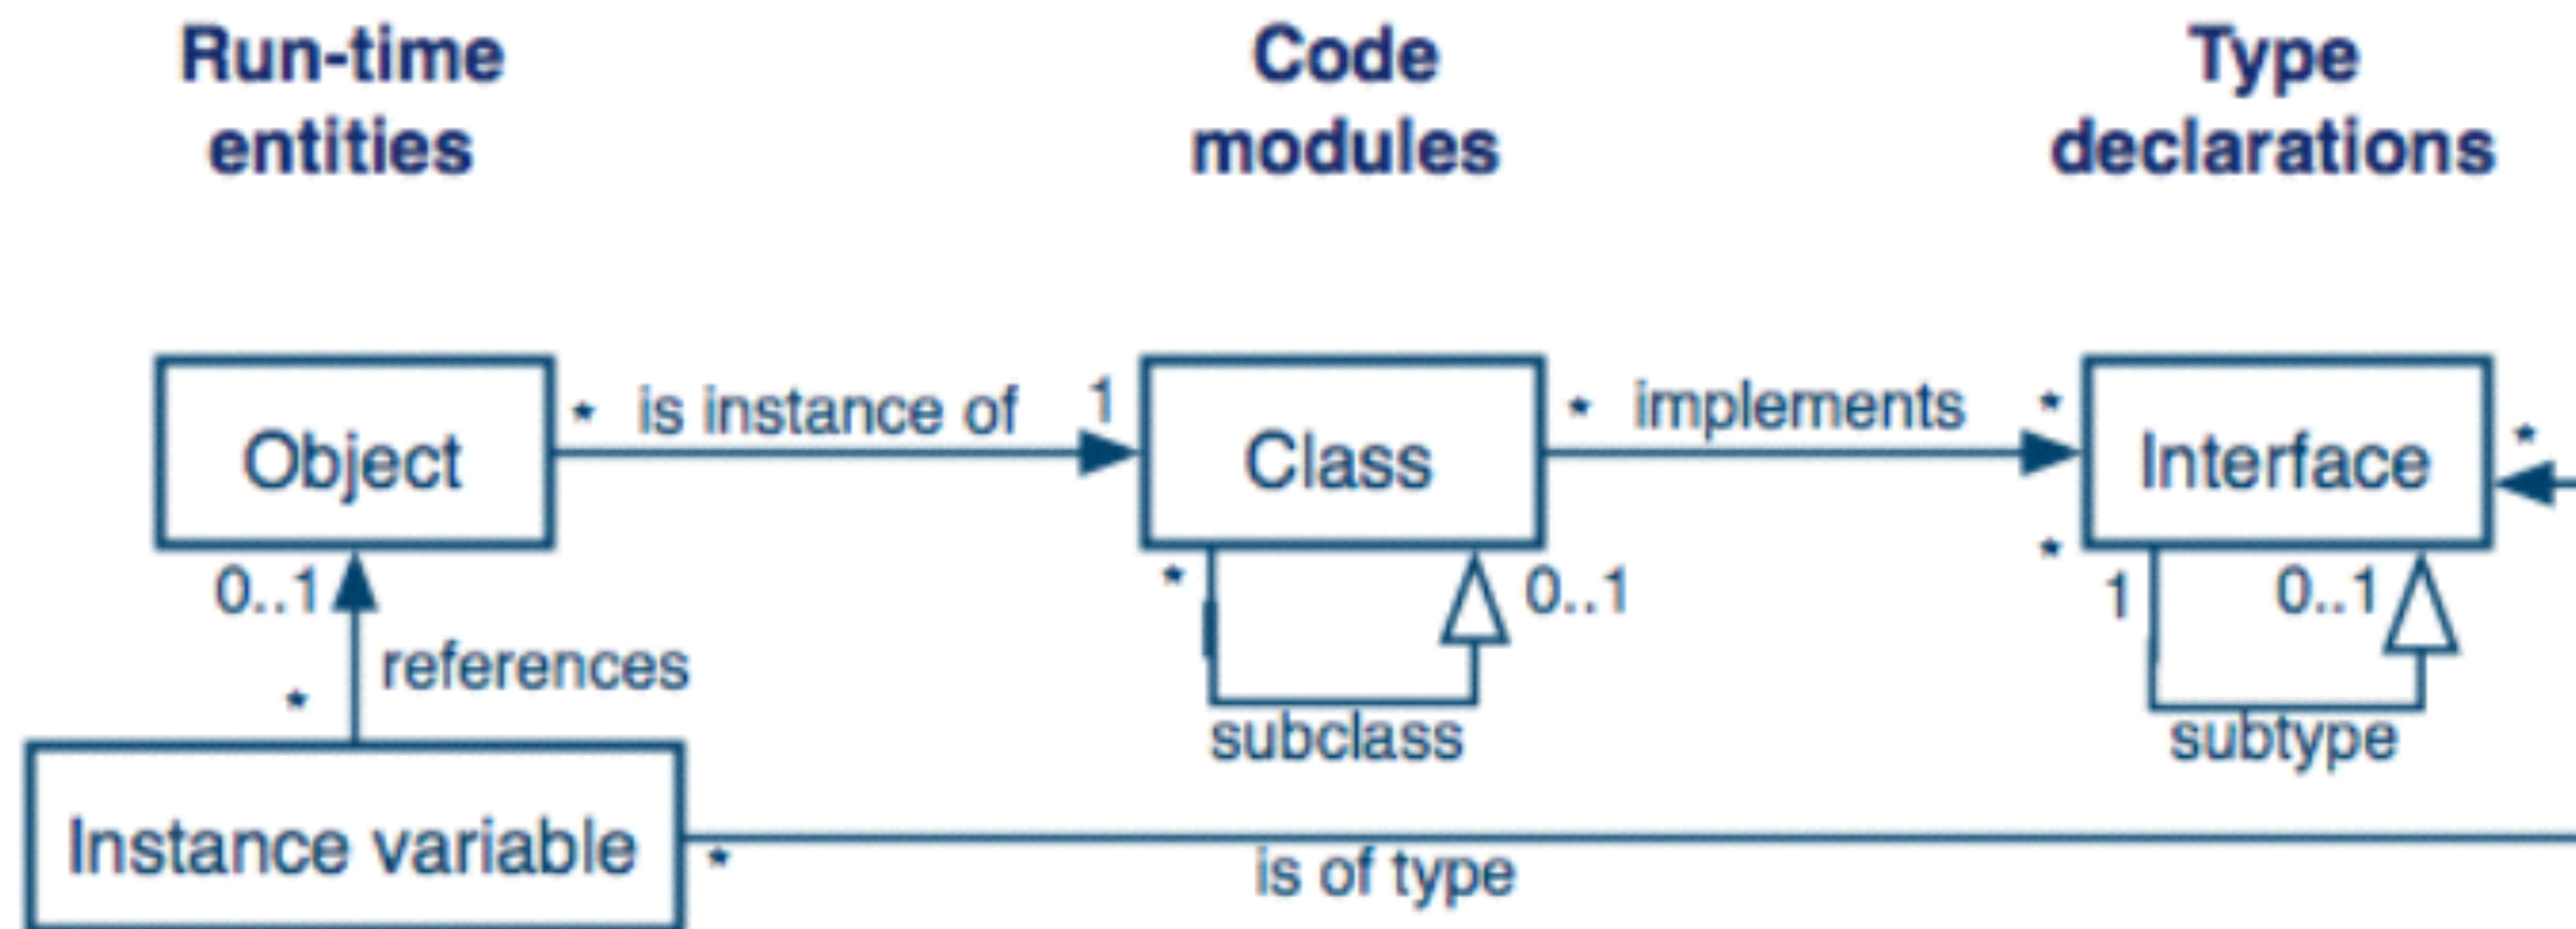 Run-time
entities
Code
modules
Type
declarations
Object
* is instance of 1
Class
* implements *
Interface
*
0..1
references
*
*
0..1
subclass
*
1
0..1
subtype
Instance variable
*
is of type